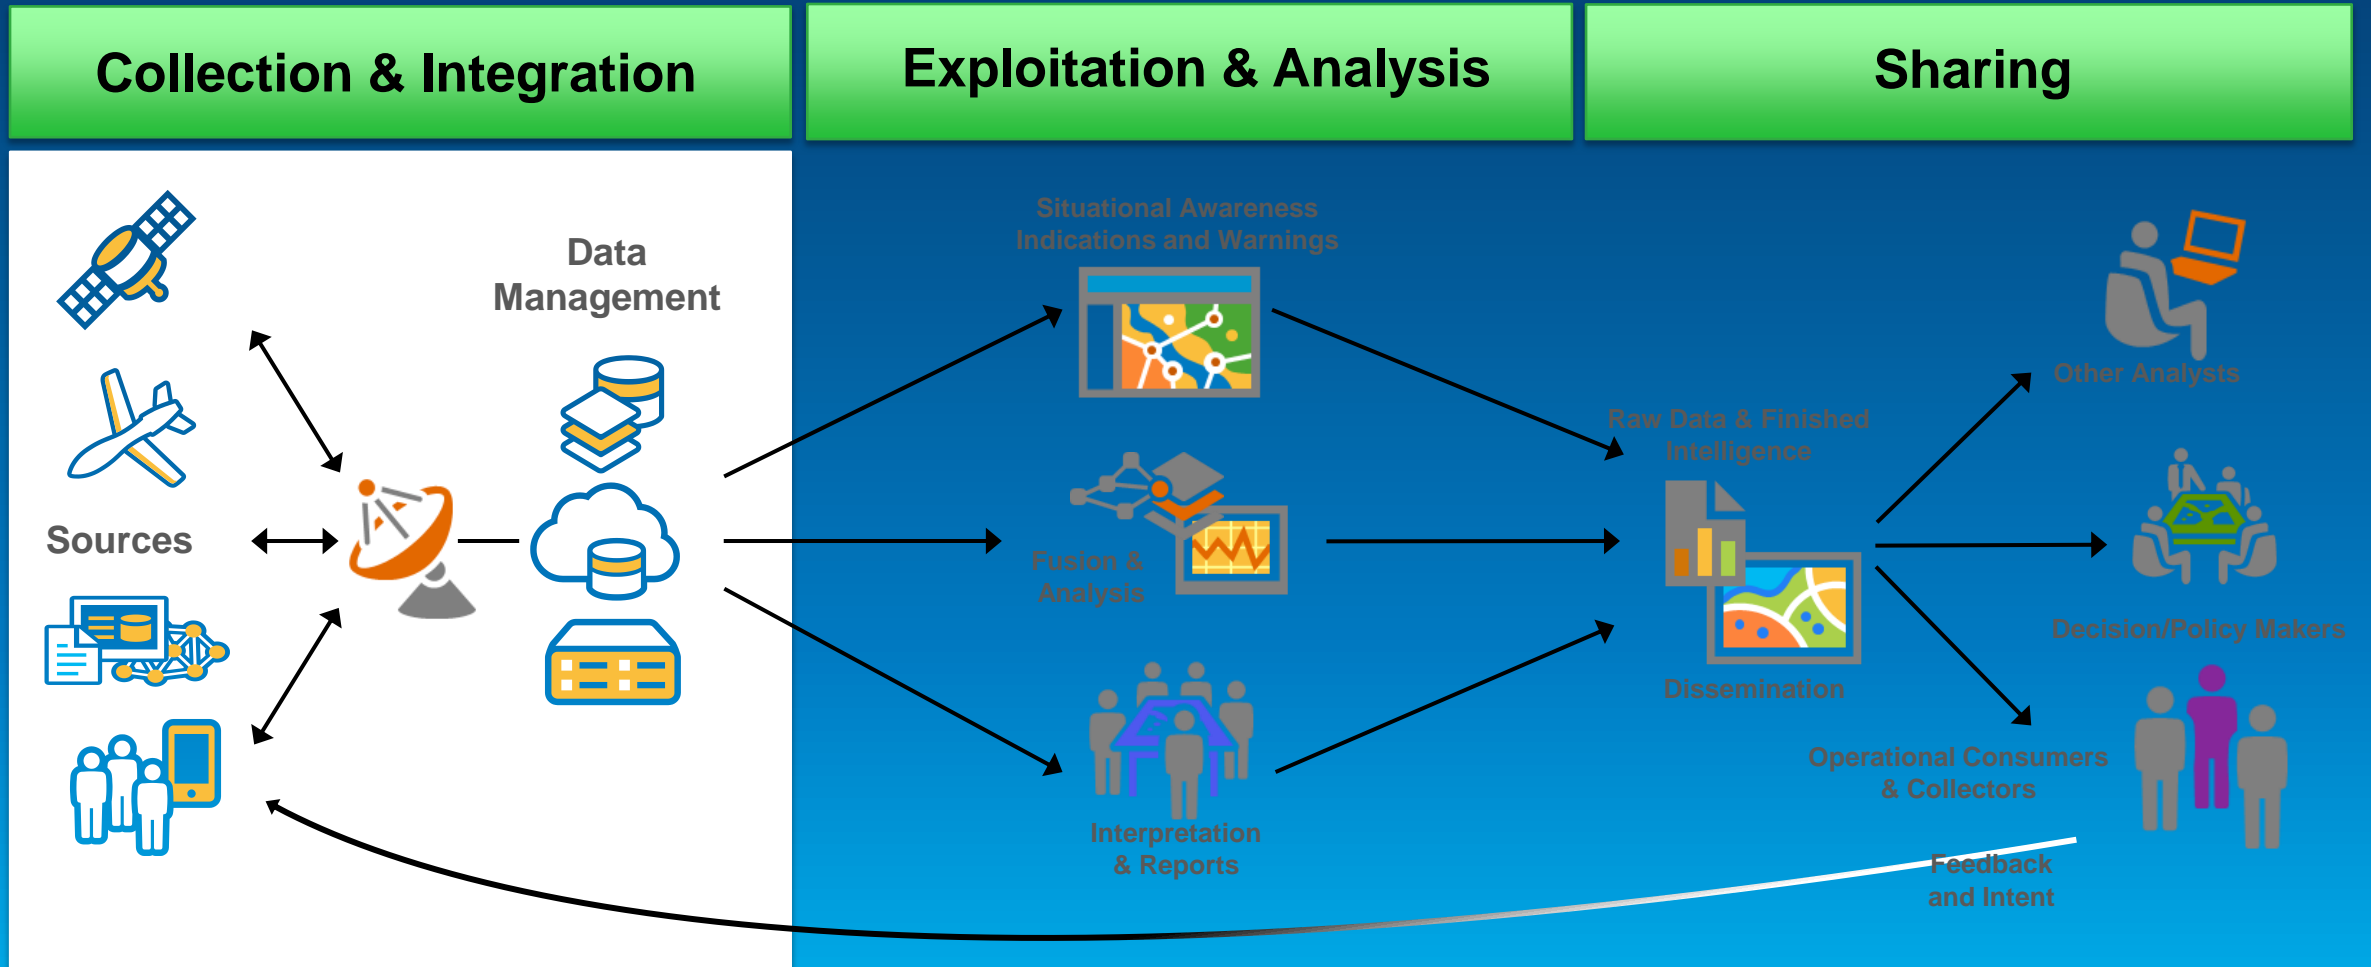 Collection & Integration
Exploitation & Analysis
Sharing
Data
Management
Sources
Situational Awareness
Indications and Warnings
Fusion &
Analysis
Interpretation
& Reports
Raw Data & Finished
Intelligence
Dissemination
Other Analysts
Decision/Policy Makers
Operational Consumers
& Collectors
Feedback
and Intent